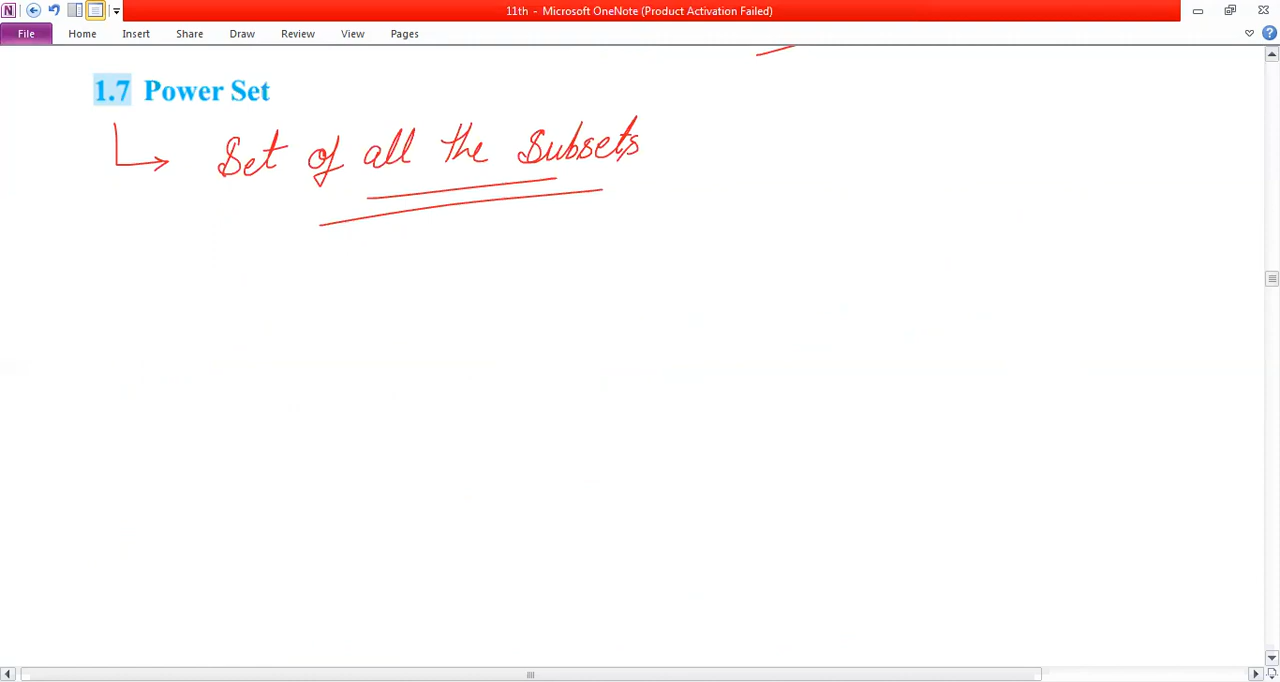 11th - Microsoft OneNote (Product Activation Failed)
File Home Insert Share Draw Review View Pages
1.7 Power Set
Set of all the Subsets